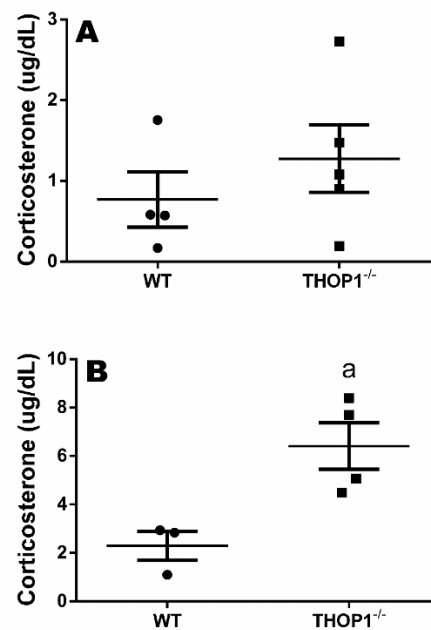 A
Corticosterone (ug/dL)
3
2
1
0
WT THOP1-/-
B
a
Corticosterone (ug/dL)
10
8
6
4
2
0
WT THOP1-/-